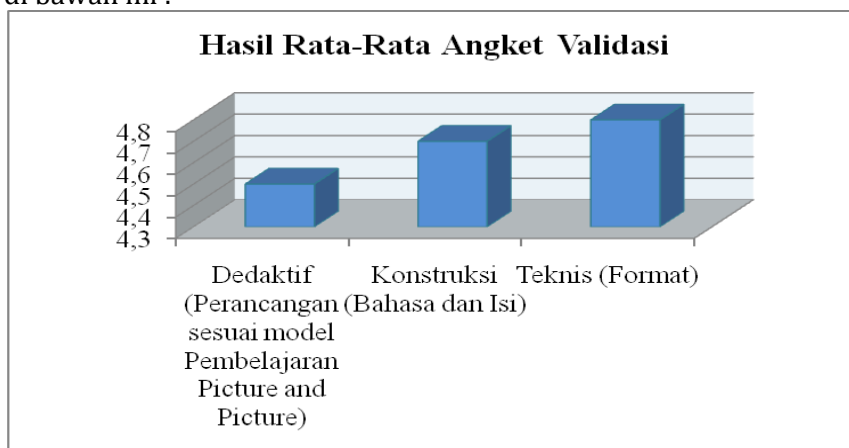 di bawah ini :
Hasil Rata-Rata Angket Validasi
4,8
4,7
4,6
4,5
4,4
4,3
Dedaktif
(Perancangan
sesuai model
Pembelajaran
Picture and
Picture)
Konstruksi
(Bahasa dan Isi)
Teknis (Format)